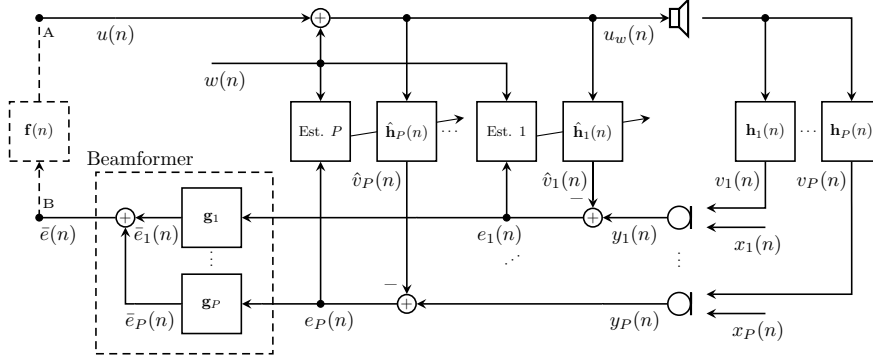 A
u(n)
u_w(n)
w(n)
f(n)
Est. P
ĥ_P(n)
⋯
Est. 1
ĥ_1(n)
h_1(n)
⋯
h_P(n)
Beamformer
v̂_P(n)
v̂_1(n)
v_1(n)
v_P(n)
B
g_1
−
ē(n)
ē_1(n)
e_1(n)
y_1(n)
x_1(n)
⋮
⋰
⋮
g_P
−
ē_P(n)
e_P(n)
y_P(n)
x_P(n)